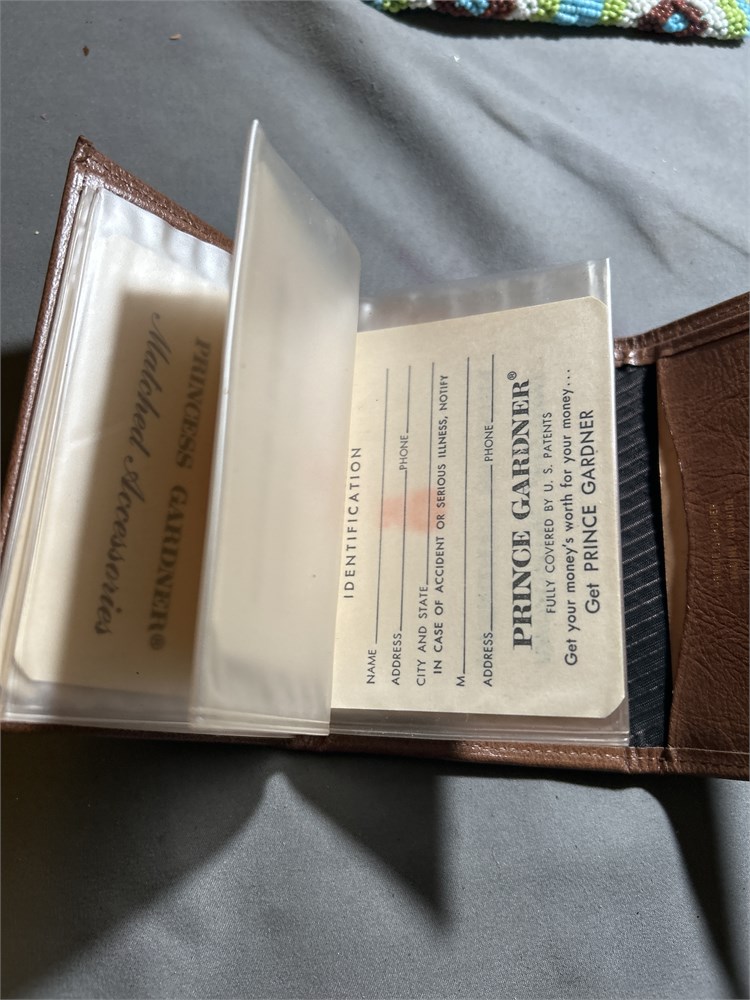 PRINCESS GARDNER®
Matched Accessories
IDENTIFICATION
NAME
ADDRESS PHONE
CITY AND STATE
IN CASE OF ACCIDENT OR SERIOUS ILLNESS, NOTIFY
M
ADDRESS PHONE
PRINCE GARDNER®
FULLY COVERED BY U. S. PATENTS
Get your money's worth for your money...
Get PRINCE GARDNER